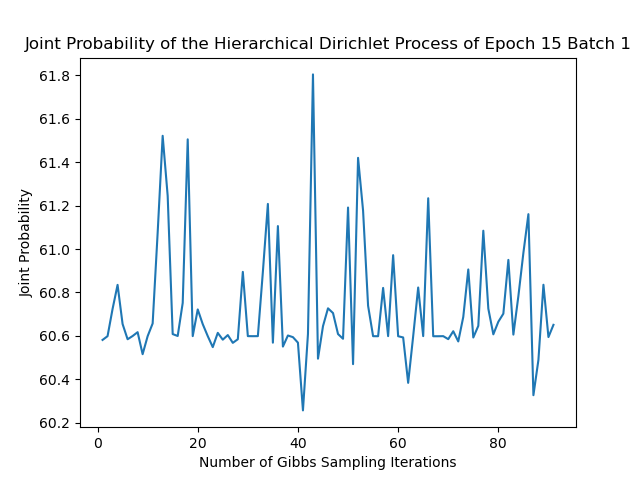 Joint Probability of the Hierarchical Dirichlet Process of Epoch 15 Batch 1
61.8
61.6
61.4
61.2
61.0
60.8
60.6
60.4
60.2
Joint Probability
0 20 40 60 80
Number of Gibbs Sampling Iterations